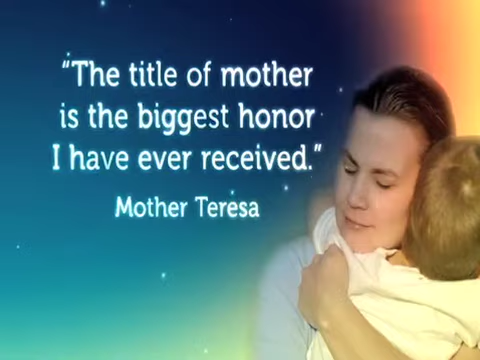 “The title of mother
is the biggest honor
I have ever received.”
Mother Teresa